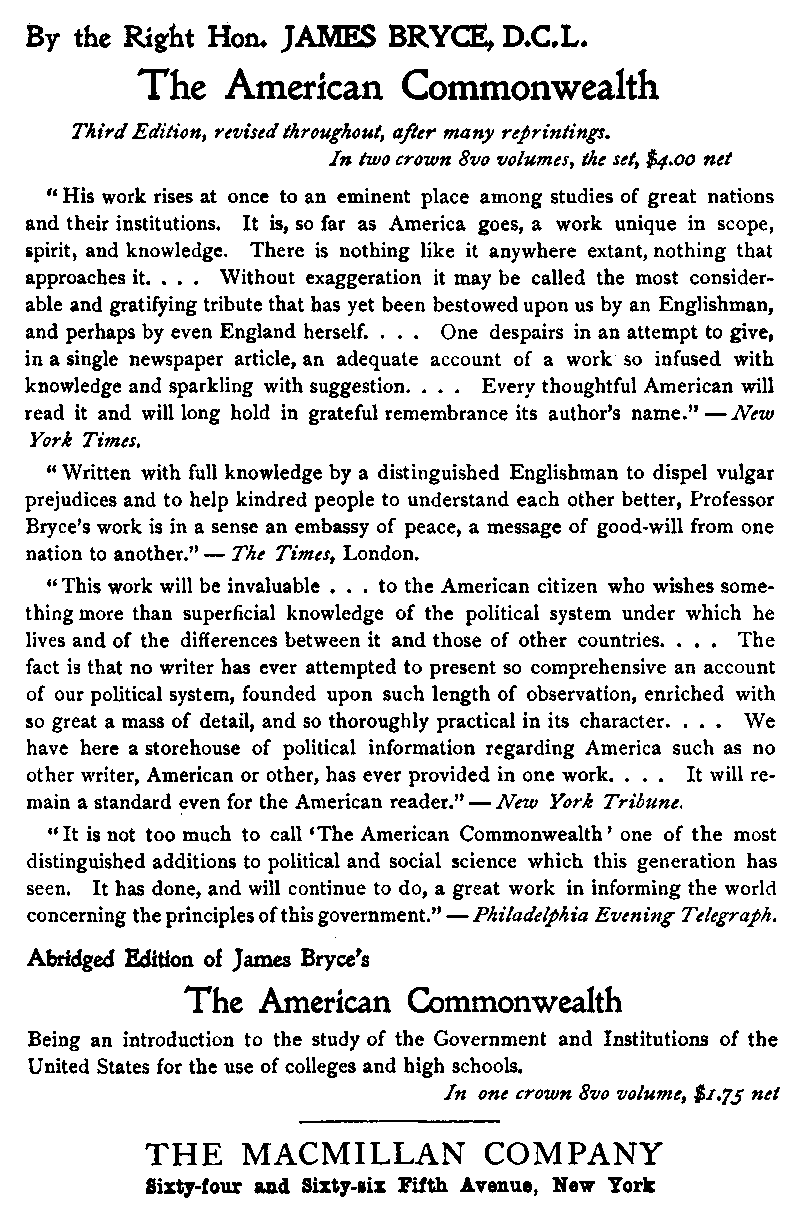 By the Right Hon. JAMES BRYCE, D.C.L.
The American Commonwealth
Third Edition, revised throughout, after many reprintings.
In two crown 8vo volumes, the set, $4.00 net
“His work rises at once to an eminent place among studies of great nations
and their institutions. It is, so far as America goes, a work unique in scope,
spirit, and knowledge. There is nothing like it anywhere extant, nothing that
approaches it. . . . Without exaggeration it may be called the most consider-
able and gratifying tribute that has yet been bestowed upon us by an Englishman,
and perhaps by even England herself. . . . One despairs in an attempt to give,
in a single newspaper article, an adequate account of a work so infused with
knowledge and sparkling with suggestion. . . . Every thoughtful American will
read it and will long hold in grateful remembrance its author’s name.” — New
York Times.
“Written with full knowledge by a distinguished Englishman to dispel vulgar
prejudices and to help kindred people to understand each other better, Professor
Bryce’s work is in a sense an embassy of peace, a message of good-will from one
nation to another.” — The Times, London.
“This work will be invaluable . . . to the American citizen who wishes some-
thing more than superficial knowledge of the political system under which he
lives and of the differences between it and those of other countries. . . . The
fact is that no writer has ever attempted to present so comprehensive an account
of our political system, founded upon such length of observation, enriched with
so great a mass of detail, and so thoroughly practical in its character. . . . We
have here a storehouse of political information regarding America such as no
other writer, American or other, has ever provided in one work. . . . It will re-
main a standard even for the American reader.” — New York Tribune.
“It is not too much to call ‘The American Commonwealth’ one of the most
distinguished additions to political and social science which this generation has
seen. It has done, and will continue to do, a great work in informing the world
concerning the principles of this government.” — Philadelphia Evening Telegraph.
Abridged Edition of James Bryce’s
The American Commonwealth
Being an introduction to the study of the Government and Institutions of the
United States for the use of colleges and high schools.
In one crown 8vo volume, $1.75 net
THE MACMILLAN COMPANY
Sixty-four and Sixty-six Fifth Avenue, New York